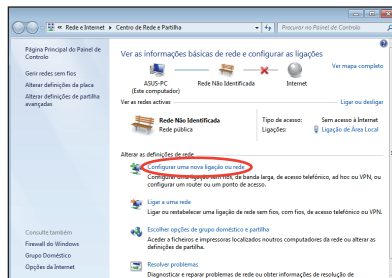 « Rede e Internet ▸ Centro de Rede e Partilha
Procurar no Painel de Controlo
Página Principal do Painel de
Controlo
Gerir redes sem fios
Alterar definições da placa
Alterar definições de partilha
avançadas
Consulte também
Firewall do Windows
Grupo Doméstico
Opções da Internet
Ver as informações básicas de rede e configurar as ligações
Ver mapa completo
ASUS-PC
(Este computador)
Rede Não Identificada
Internet
Ver as redes activas
Ligar ou desligar
Rede Não Identificada
Rede pública
Tipo de acesso: Sem acesso à Internet
Ligações: Ligação de Área Local
Alterar as definições de rede
Configurar uma nova ligação ou rede
Configurar uma ligação sem fios, de banda larga, de acesso telefónico, ad hoc ou VPN, ou
configurar um router ou um ponto de acesso.
Ligar a uma rede
Ligar ou restabelecer uma ligação de rede sem fios, com fios, de acesso telefónico ou VPN.
Escolher opções de grupo doméstico e partilha
Aceder a ficheiros e impressoras localizados noutros computadores da rede ou alterar as
definições de partilha.
Resolver problemas
Diagnosticar e reparar problemas de rede ou obter informações de resolução de